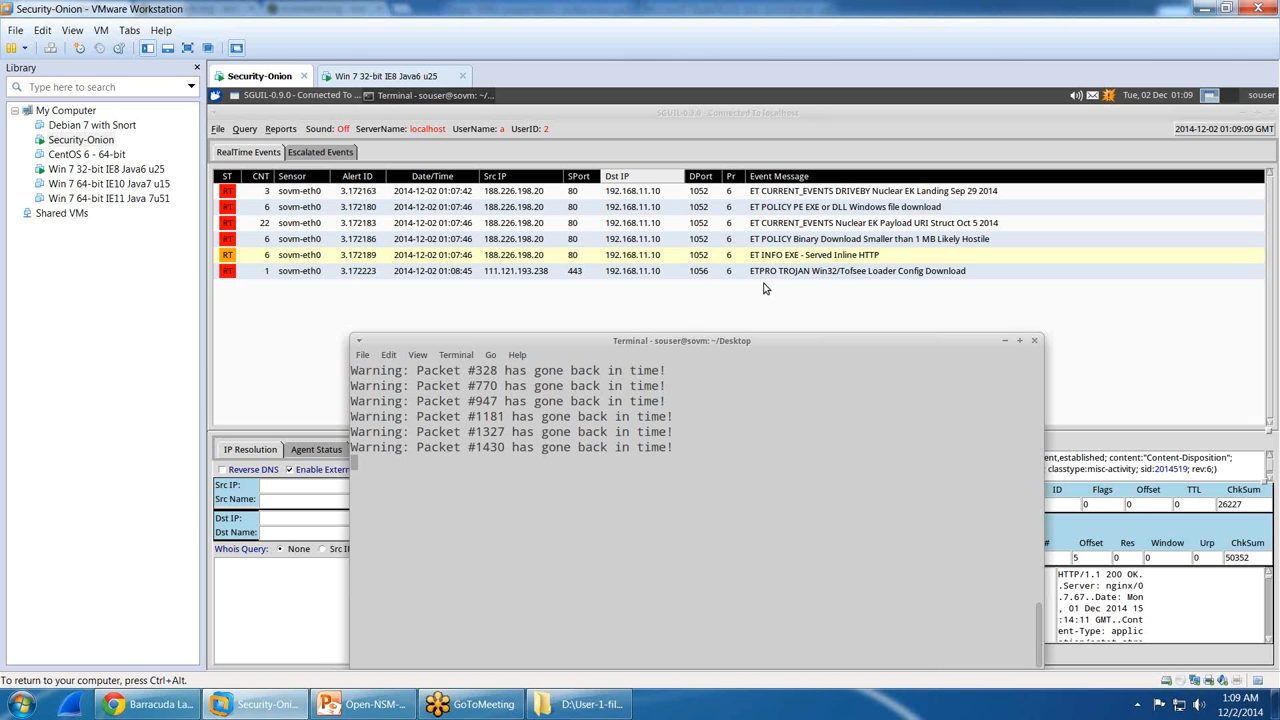 Security-Onion - VMware Workstation
File Edit View VM Tabs Help
Library
Type here to search
My Computer
Debian 7 with Snort
Security-Onion
CentOS 6 - 64-bit
Win 7 32-bit IE8 Java6 u25
Win 7 64-bit IE10 Java7 u15
Win 7 64-bit IE11 Java 7u51
Shared VMs
Security-Onion Win 7 32-bit IE8 Java6 u25
SGUIL-0.9.0 - Connected To ... Terminal - souser@sovm: ~/... Tue, 02 Dec 01:09 souser
SGUIL-0.9.0 - Connected To localhost
File Query Reports Sound: Off ServerName: localhost UserName: a UserID: 2 2014-12-02 01:09:09 GMT
RealTime Events Escalated Events
ST CNT Sensor Alert ID Date/Time Src IP SPort Dst IP DPort Pr Event Message
RT 3 sovm-eth0 3.172163 2014-12-02 01:07:42 188.226.198.20 80 192.168.11.10 1052 6 ET CURRENT_EVENTS DRIVEBY Nuclear EK Landing Sep 29 2014
RT 6 sovm-eth0 3.172180 2014-12-02 01:07:46 188.226.198.20 80 192.168.11.10 1052 6 ET POLICY PE EXE or DLL Windows file download
RT 22 sovm-eth0 3.172183 2014-12-02 01:07:46 188.226.198.20 80 192.168.11.10 1052 6 ET CURRENT_EVENTS Nuclear EK Payload URI Struct Oct 5 2014
RT 6 sovm-eth0 3.172186 2014-12-02 01:07:46 188.226.198.20 80 192.168.11.10 1052 6 ET POLICY Binary Download Smaller than 1 MB Likely Hostile
RT 6 sovm-eth0 3.172189 2014-12-02 01:07:46 188.226.198.20 80 192.168.11.10 1052 6 ET INFO EXE - Served Inline HTTP
RT 1 sovm-eth0 3.172223 2014-12-02 01:08:45 111.121.193.238 443 192.168.11.10 1056 6 ETPRO TROJAN Win32/Tofsee Loader Config Download
Terminal - souser@sovm: ~/Desktop
File Edit View Terminal Go Help
Warning: Packet #328 has gone back in time!
Warning: Packet #770 has gone back in time!
Warning: Packet #947 has gone back in time!
Warning: Packet #1181 has gone back in time!
Warning: Packet #1327 has gone back in time!
Warning: Packet #1430 has gone back in time!
IP Resolution Agent Status
Reverse DNS Enable Extern
Src IP:
Src Name:
Dst IP:
Dst Name:
Whois Query: None Src IP
ent,established; content:"Content-Disposition";
classtype:misc-activity; sid:2014519; rev:6;)
ID Flags Offset TTL ChkSum
0 0 0 0 26227
# Offset Res Window Urp ChkSum
5 0 0 0 50352
HTTP/1.1 200 OK.
.Server: nginx/0
.7.67..Date: Mon
, 01 Dec 2014 15
:14:11 GMT..Cont
ent-Type: applic
To return to your computer, press Ctrl+Alt.
Barracuda La... Security-Oni... Open-NSM-... GoToMeeting D:\User-1-fil...
1:09 AM
12/2/2014